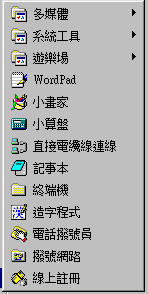 多媒體
系統工具
遊樂場
WordPad
小畫家
小算盤
直接電纜線連線
記事本
終端機
造字程式
電話撥號員
撥號網路
線上註冊